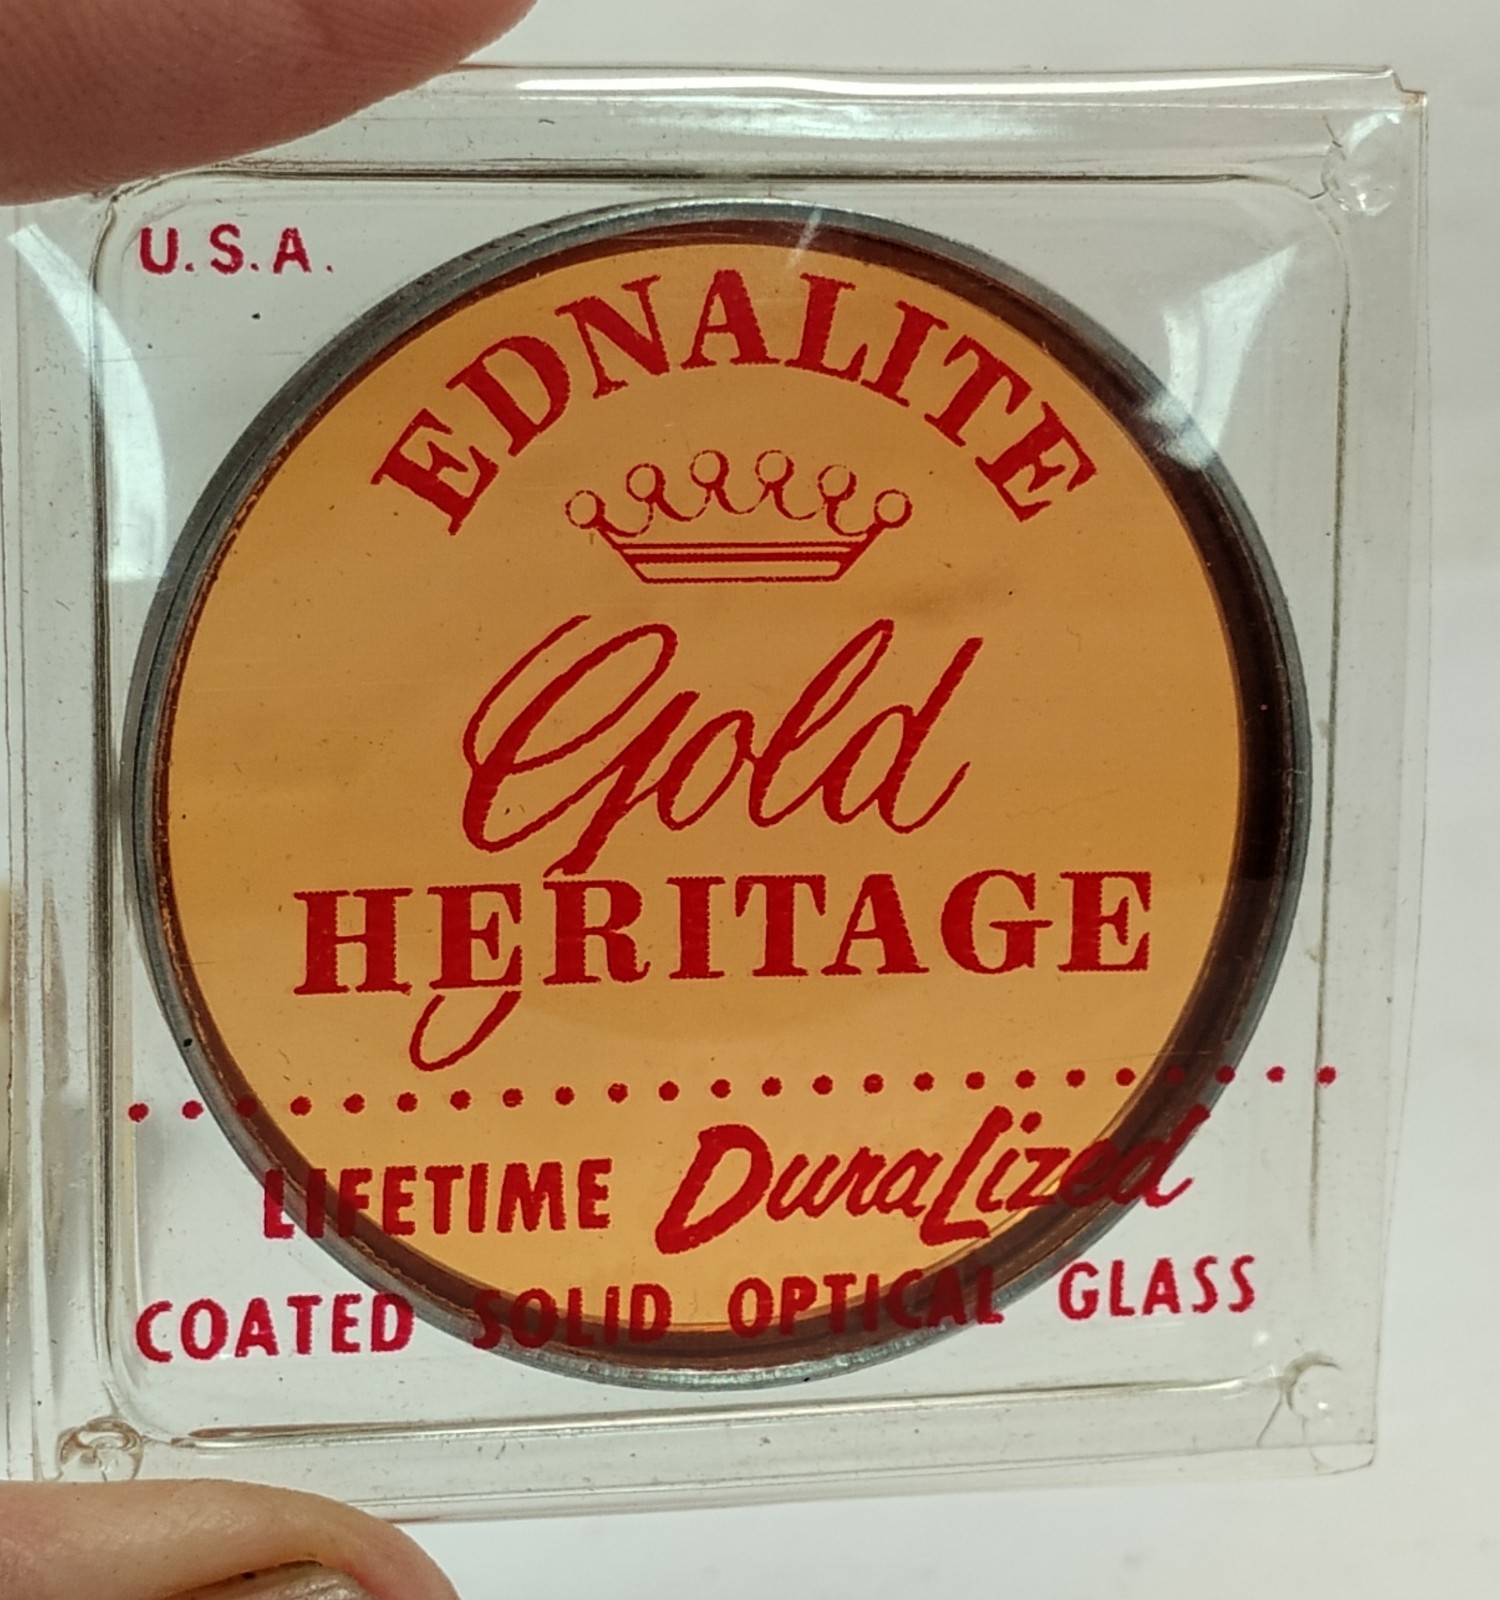 U.S.A.
EDNALITE
Gold
HERITAGE
LIFETIME DuraLized
COATED SOLID OPTICAL GLASS